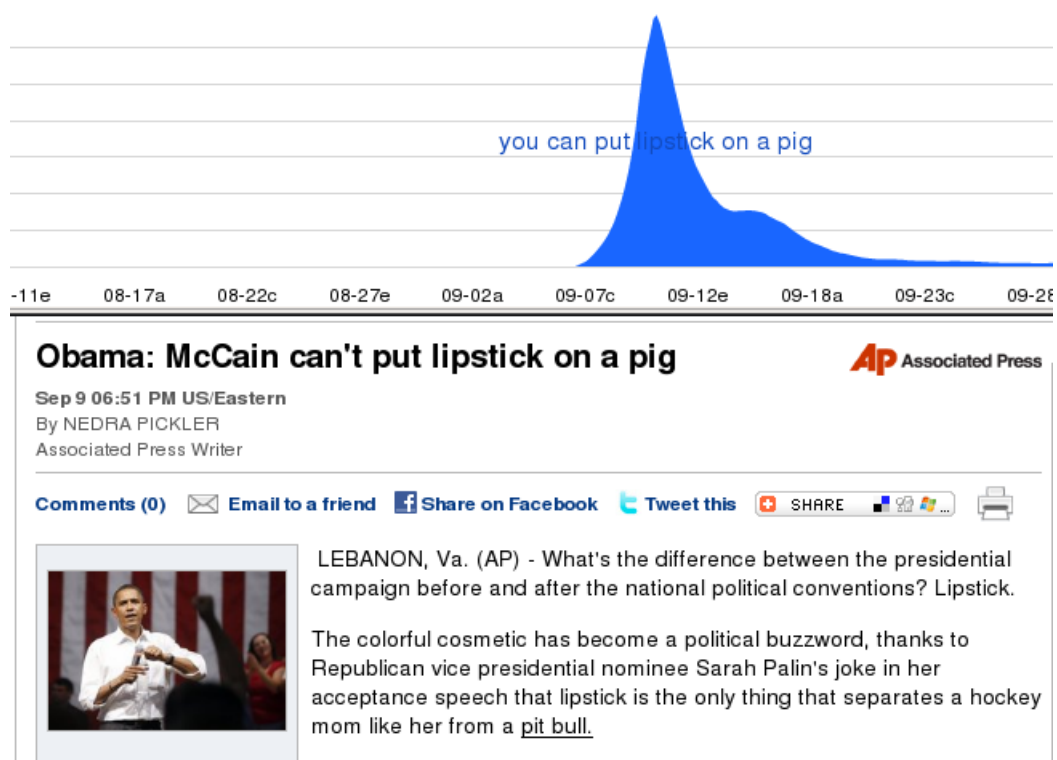 you can put lipstick on a pig
-11e 08-17a 08-22c 08-27e 09-02a 09-07c 09-12e 09-18a 09-23c 09-28
Obama: McCain can't put lipstick on a pig
AP Associated Press
Sep 9 06:51 PM US/Eastern
By NEDRA PICKLER
Associated Press Writer
Comments (0) Email to a friend f Share on Facebook t Tweet this SHARE ...
LEBANON, Va. (AP) - What's the difference between the presidential
campaign before and after the national political conventions? Lipstick.
The colorful cosmetic has become a political buzzword, thanks to
Republican vice presidential nominee Sarah Palin's joke in her
acceptance speech that lipstick is the only thing that separates a hockey
mom like her from a pit bull.